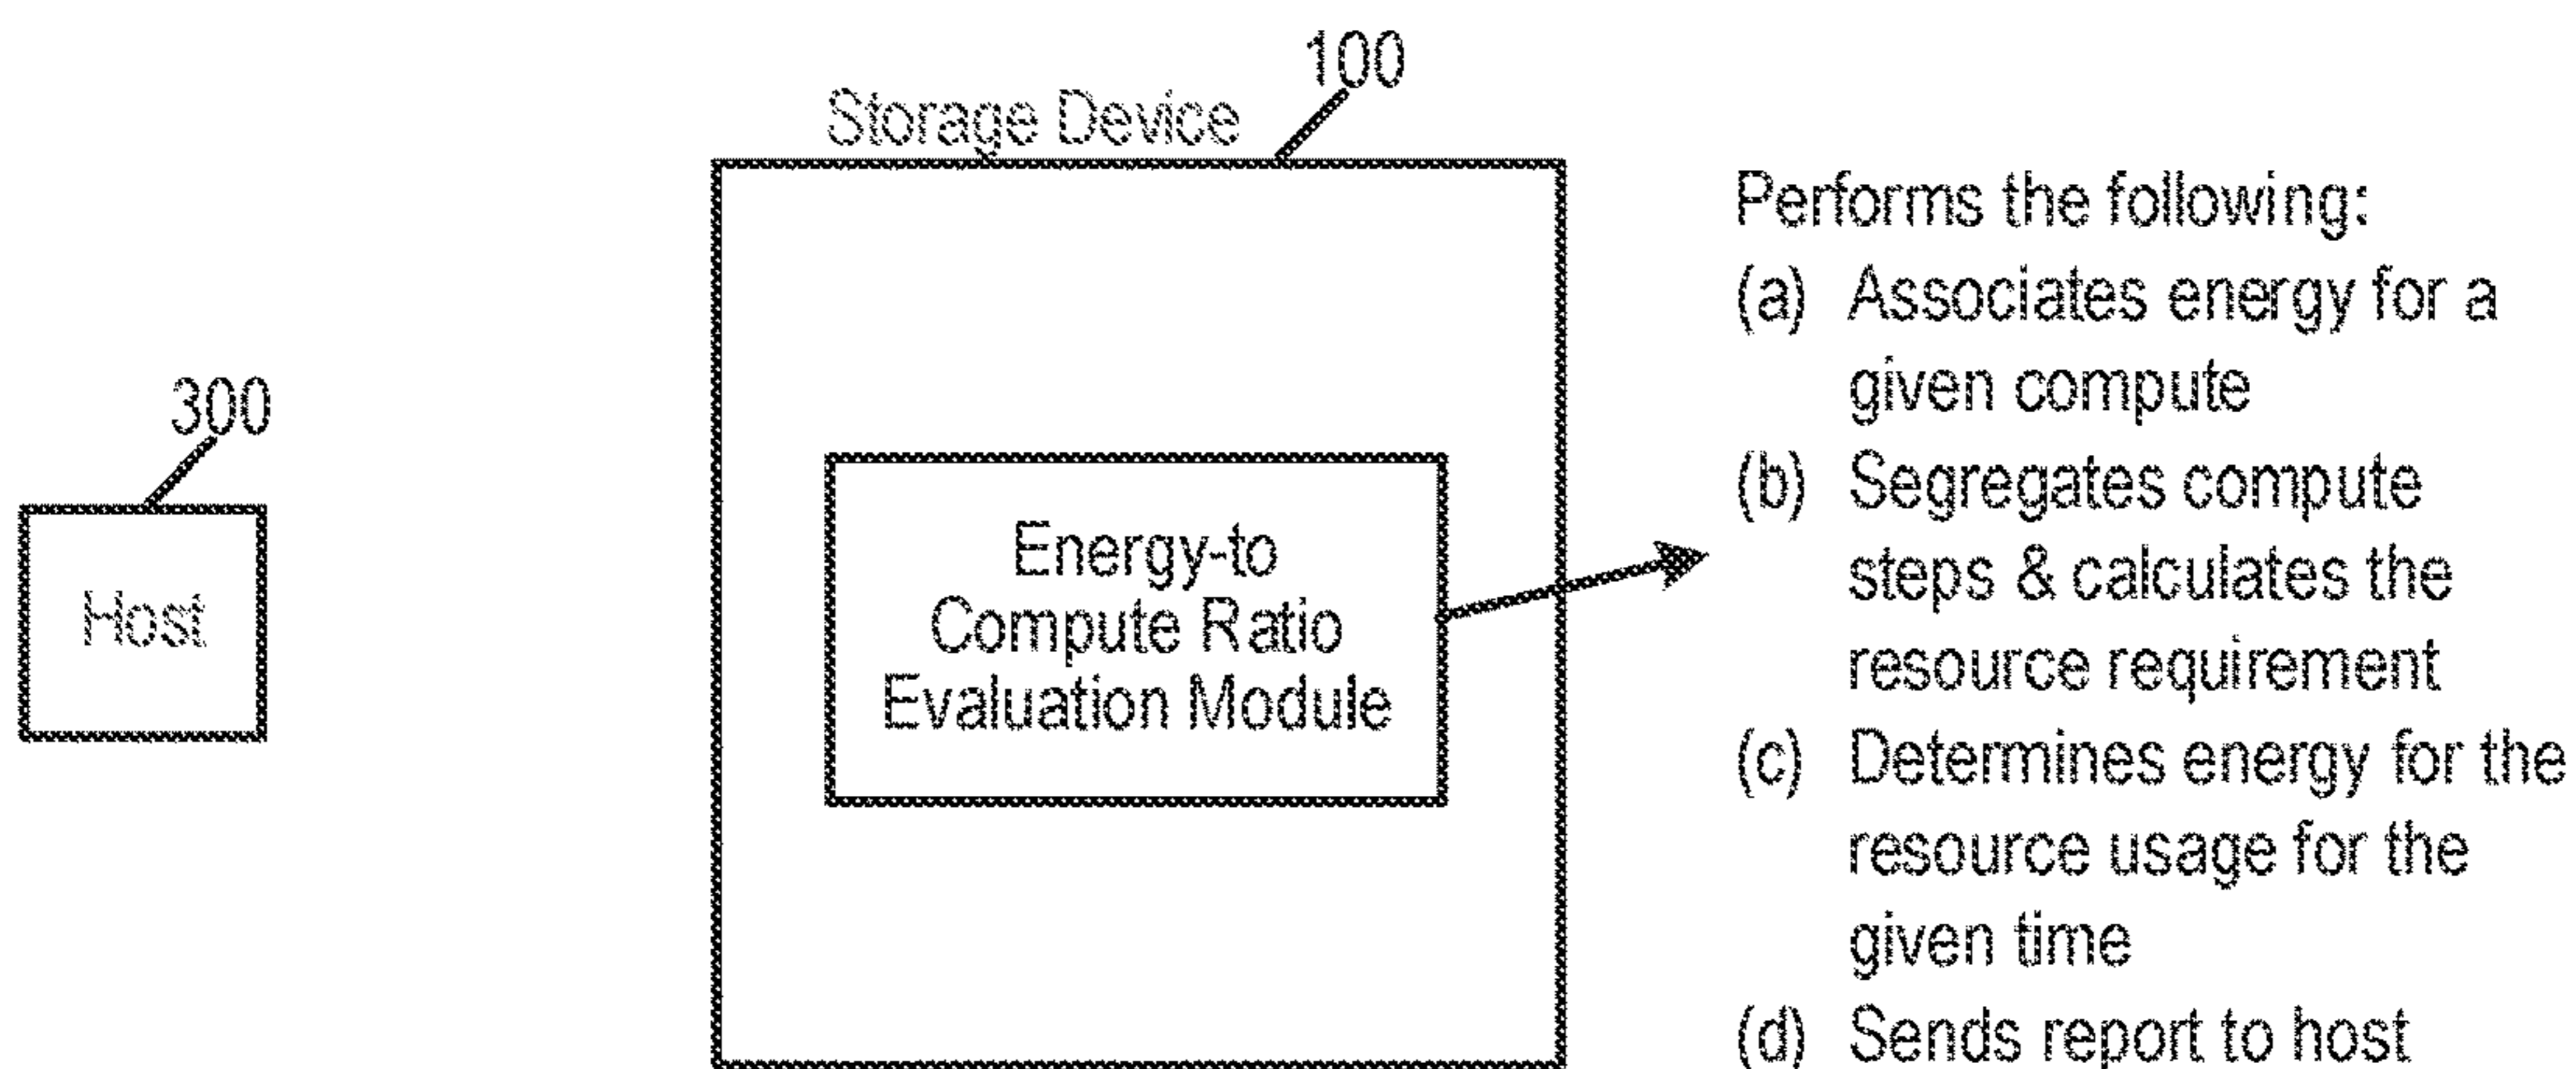 100
Storage Device
300
Host
Energy-to
Compute Ratio
Evaluation Module
Performs the following:
(a) Associates energy for a
given compute
(b) Segregates compute
steps & calculates the
resource requirement
(c) Determines energy for the
resource usage for the
given time
(d) Sends report to host